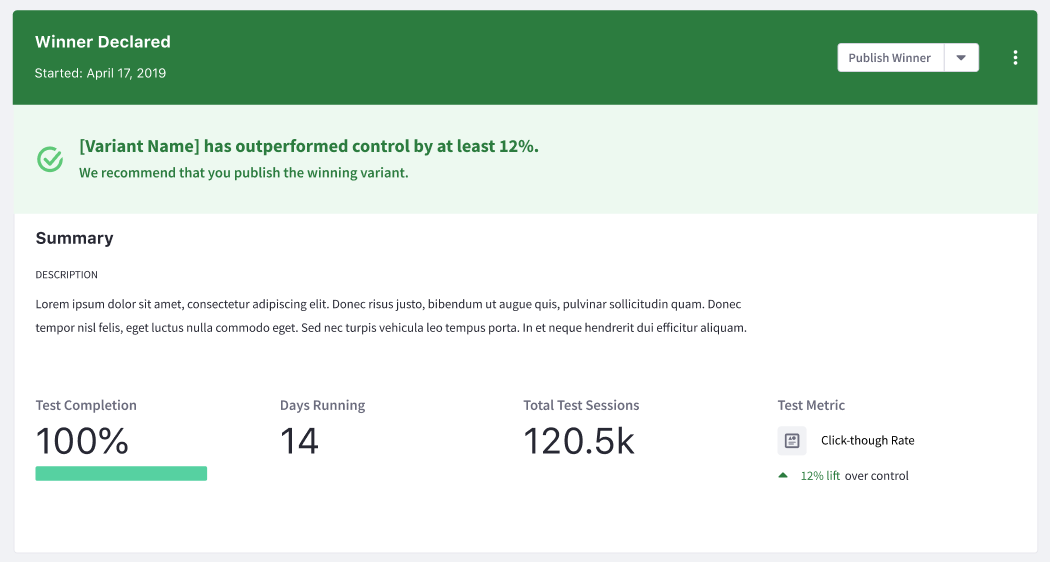 Winner Declared
Started: April 17, 2019
Publish Winner
[Variant Name] has outperformed control by at least 12%.
We recommend that you publish the winning variant.
Summary
DESCRIPTION
Lorem ipsum dolor sit amet, consectetur adipiscing elit. Donec risus justo, bibendum ut augue quis, pulvinar sollicitudin quam. Donec
tempor nisl felis, eget luctus nulla commodo eget. Sed nec turpis vehicula leo tempus porta. In et neque hendrerit dui efficitur aliquam.
Test Completion
100%
Days Running
14
Total Test Sessions
120.5k
Test Metric
Click-though Rate
12% lift over control